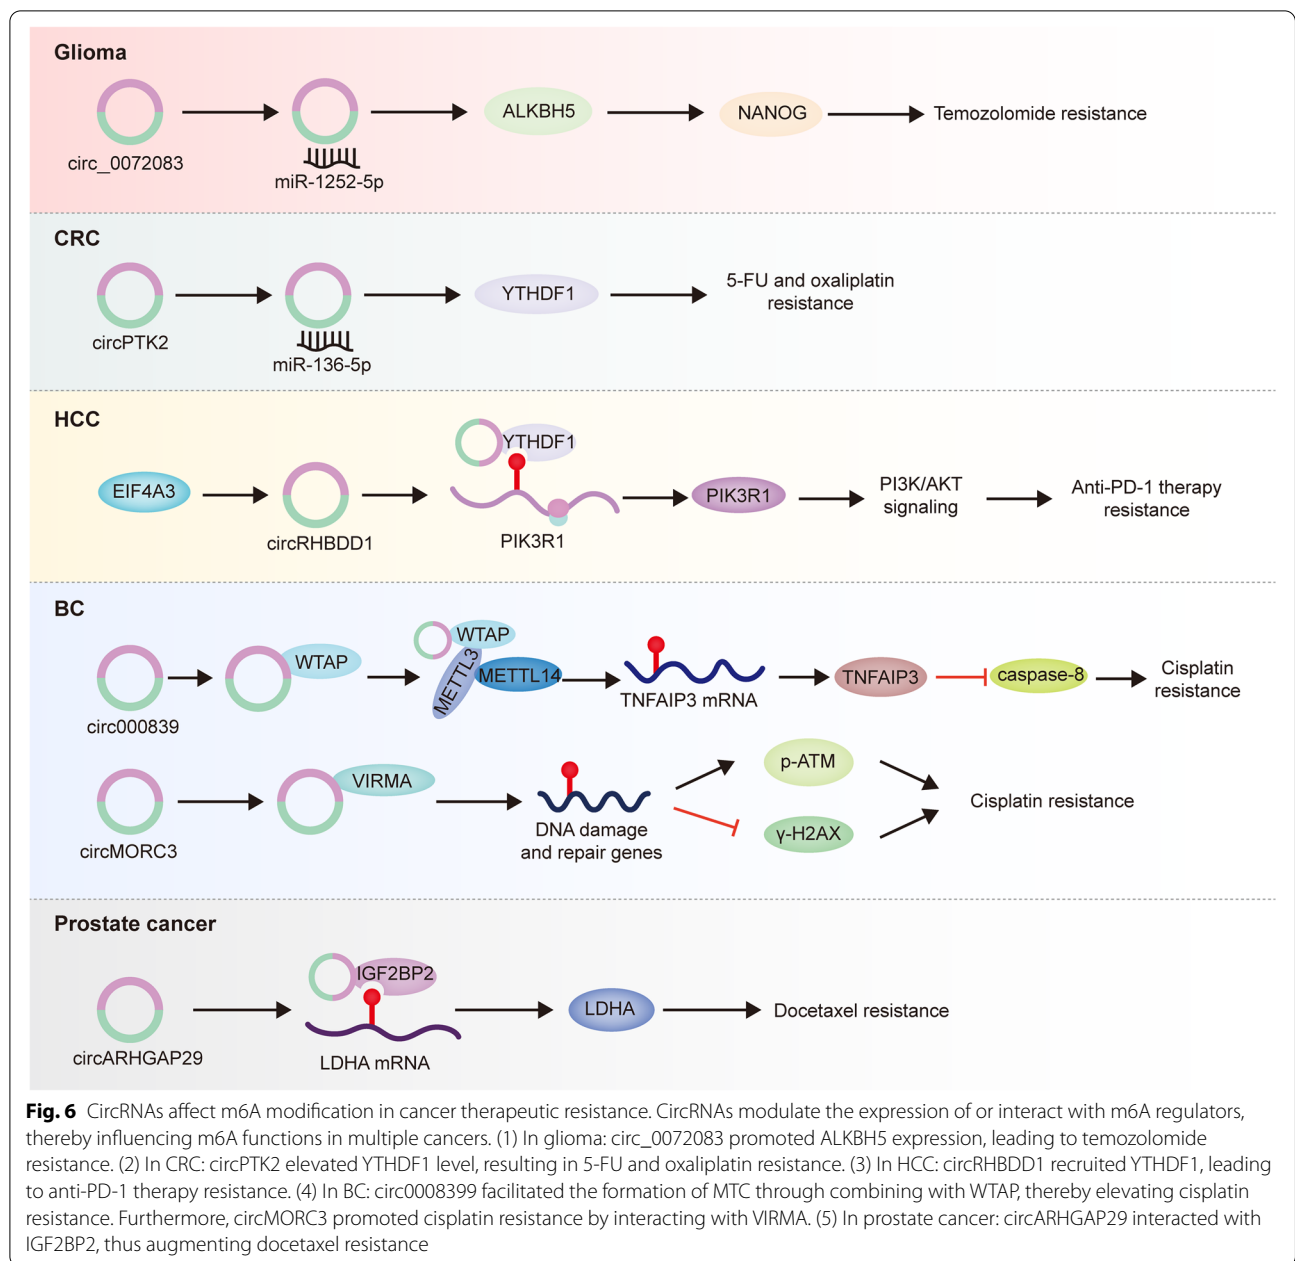 Glioma
circ_0072083
miR-1252-5p
ALKBH5
NANOG
Temozolomide resistance
CRC
circPTK2
miR-136-5p
YTHDF1
5-FU and oxaliplatin
resistance
HCC
EIF4A3
circRHBDD1
YTHDF1
PIK3R1
PIK3R1
PI3K/AKT
signaling
Anti-PD-1 therapy
resistance
BC
circ000839
WTAP
WTAP
METTL3
METTL14
TNFAIP3 mRNA
TNFAIP3
caspase-8
Cisplatin
resistance
circMORC3
VIRMA
DNA damage
and repair genes
p-ATM
γ-H2AX
Cisplatin resistance
Prostate cancer
circARHGAP29
IGF2BP2
LDHA mRNA
LDHA
Docetaxel resistance
Fig. 6 CircRNAs affect m6A modification in cancer therapeutic resistance. CircRNAs modulate the expression of or interact with m6A regulators,
thereby influencing m6A functions in multiple cancers. (1) In glioma: circ_0072083 promoted ALKBH5 expression, leading to temozolomide
resistance. (2) In CRC: circPTK2 elevated YTHDF1 level, resulting in 5-FU and oxaliplatin resistance. (3) In HCC: circRHBDD1 recruited YTHDF1, leading
to anti-PD-1 therapy resistance. (4) In BC: circ0008399 facilitated the formation of MTC through combining with WTAP, thereby elevating cisplatin
resistance. Furthermore, circMORC3 promoted cisplatin resistance by interacting with VIRMA. (5) In prostate cancer: circARHGAP29 interacted with
IGF2BP2, thus augmenting docetaxel resistance